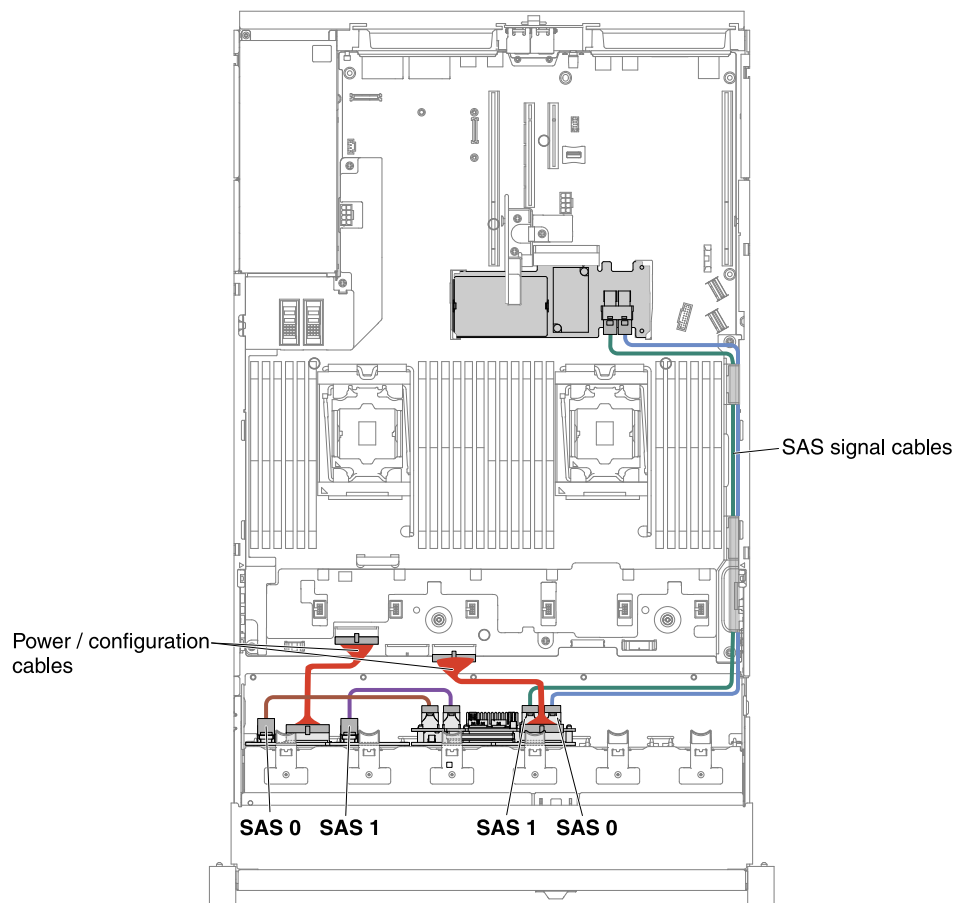 SAS signal cables
Power / configuration
cables
SAS 0 SAS 1 SAS 1 SAS 0